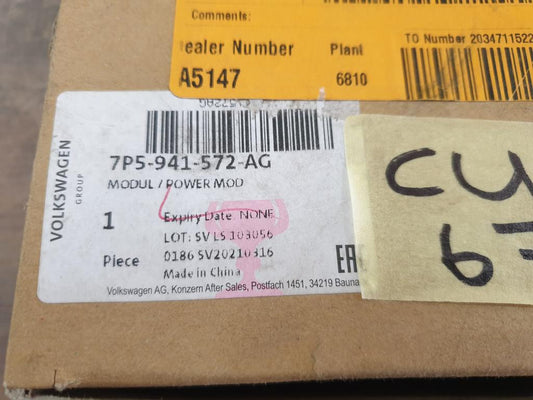 Comments:
ealer Number
Plant
TO Number 2034711522
A5147
6810
VOLKSWAGEN
GROUP
7P5-941-572-AG
MODUL / POWER MOD
1
Expiry Date: NONE
LOT: SV LS 103056
Piece
0186 SV20210316
Made in China
EA
Volkswagen AG, Konzern After Sales, Postfach 1451, 34219 Bauna
CU
6